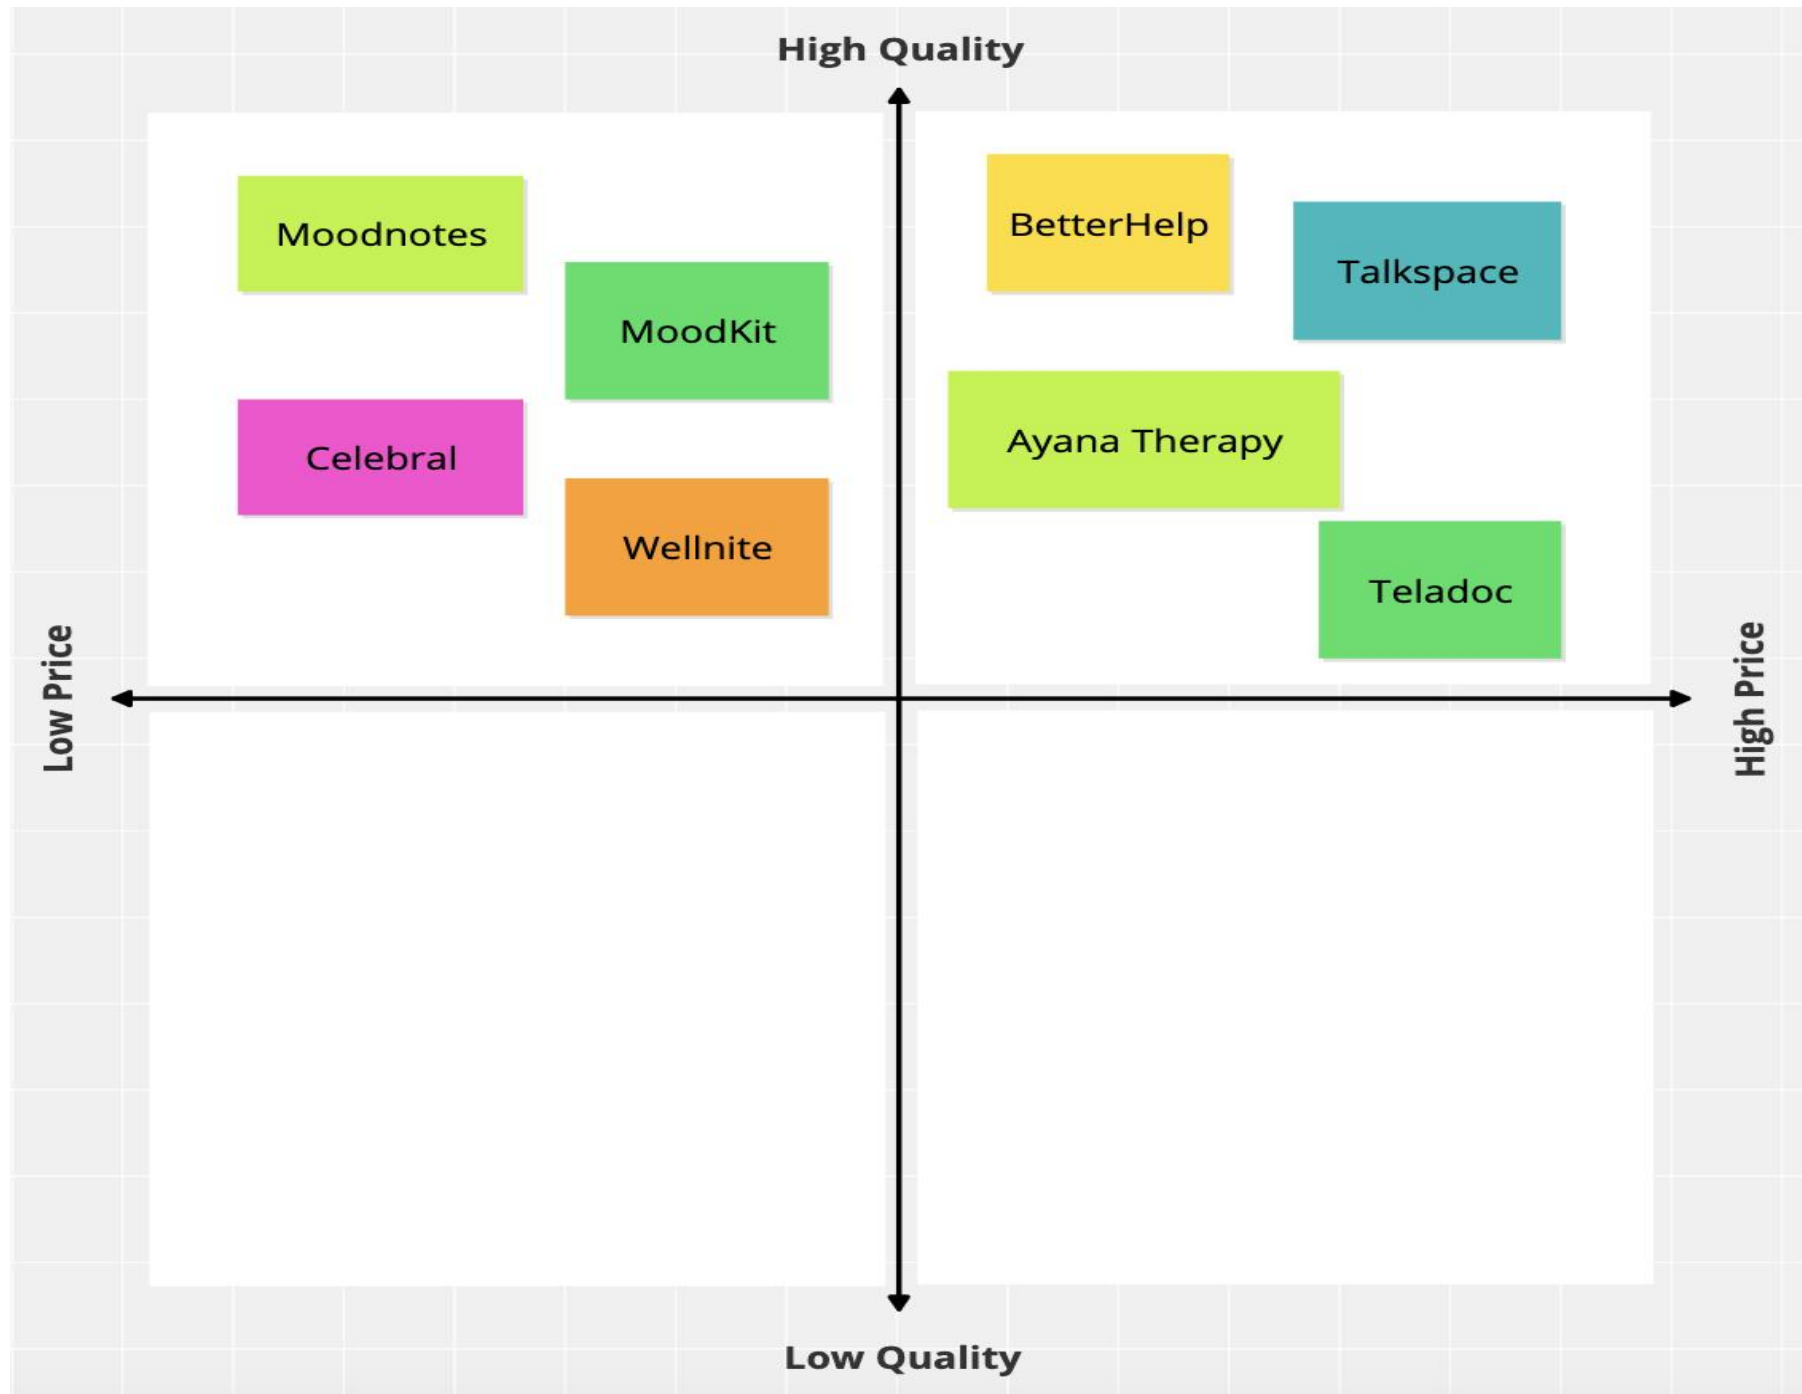 High Quality
Moodnotes
BetterHelp
Talkspace
MoodKit
Celebral
Ayana Therapy
Wellnite
Teladoc
Low Price
High Price
Low Quality